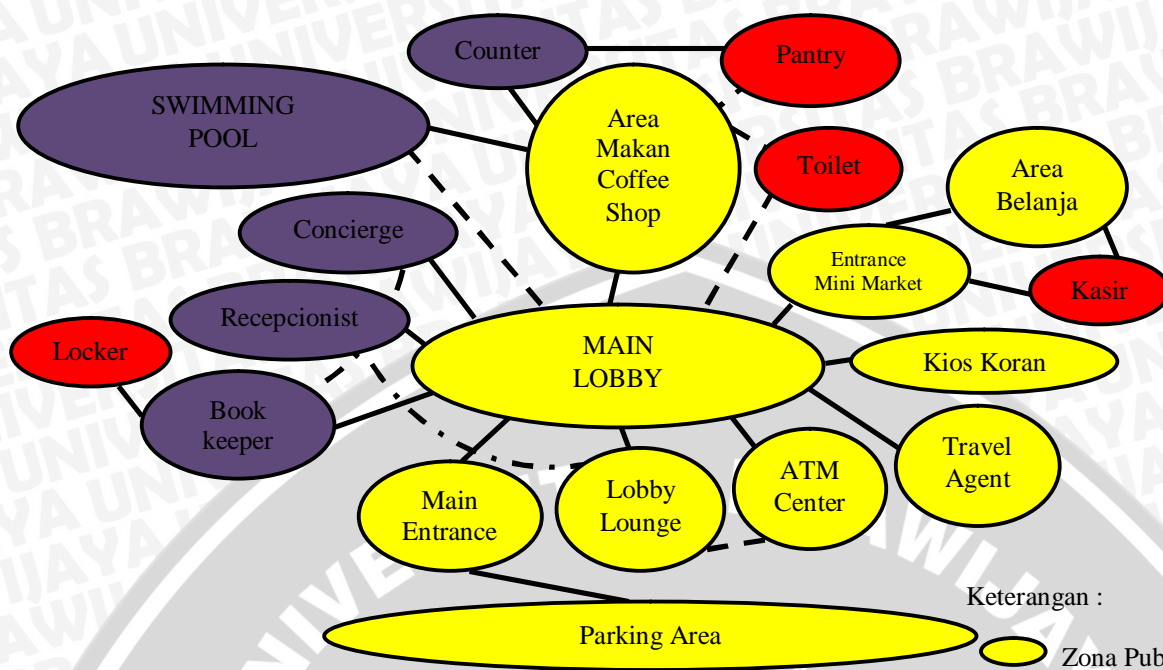 Counter
Pantry
SWIMMING
POOL
Area
Makan
Coffee
Shop
Toilet
Area
Belanja
Concierge
Entrance
Mini Market
Kasir
Recepcionist
Locker
MAIN
LOBBY
Kios Koran
Book
keeper
Travel
Agent
Main
Entrance
Lobby
Lounge
ATM
Center
Keterangan :
Parking Area
Zona Pub